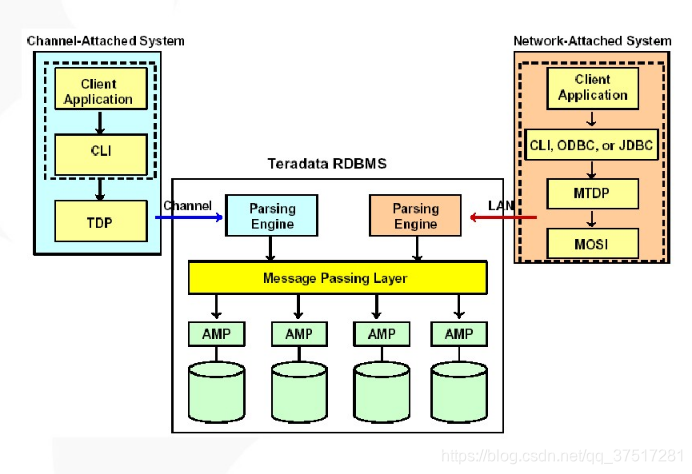 Channel-Attached System
Client
Application
CLI
TDP
Network-Attached System
Client
Application
CLI, ODBC, or JDBC
MTDP
MOSI
Teradata RDBMS
Channel
LAN
Parsing
Engine
Parsing
Engine
Message Passing Layer
AMP
AMP
AMP
AMP
https://blog.csdn.net/qq_37517281